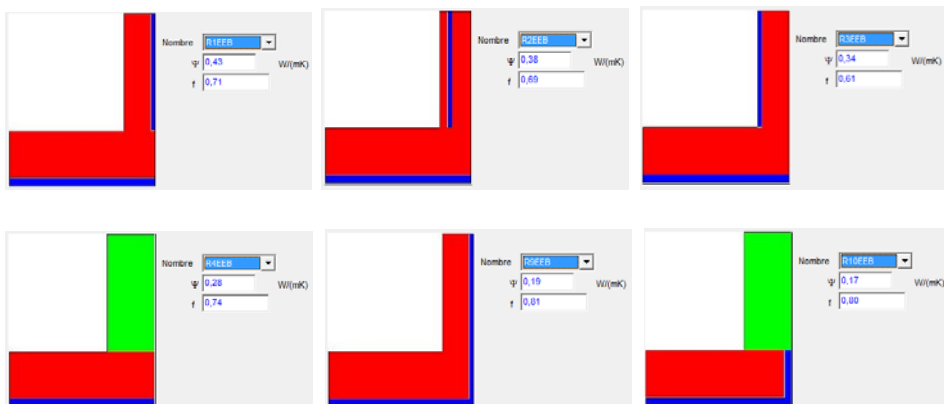 Nombre R1EEB
Ψ 0,43 W/(mK)
f 0,71
Nombre R2EEB
Ψ 0,38 W/(mK)
f 0,69
Nombre R3EEB
Ψ 0,34 W/(mK)
f 0,61
Nombre R4EEB
Ψ 0,28 W/(mK)
f 0,74
Nombre R9EEB
Ψ 0,19 W/(mK)
f 0,81
Nombre R10EEB
Ψ 0,17 W/(mK)
f 0,80